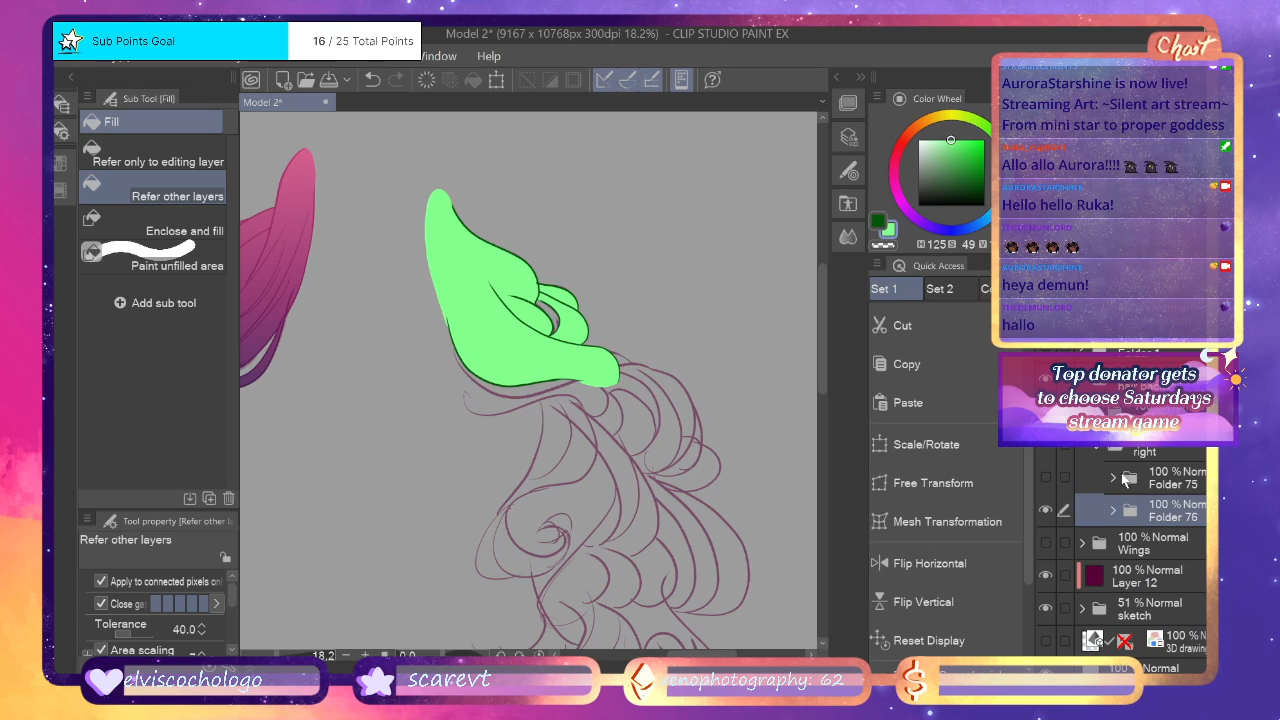 Sub Points Goal
16 / 25 Total Points
Model 2* (9167 x 10768px 300dpi 18.2%) - CLIP STUDIO PAINT EX
Window Help
Sub Tool [Fill]
Model 2*
Fill
Refer only to editing layer
Refer other layers
Enclose and fill
Paint unfilled area
Add sub tool
Tool property [Refer other la
Refer other layers
Apply to connected pixels onl
Close ga
Tolerance
40.0
Area scaling
18.2
0.0
Color Wheel
H 125 S 49 V
Quick Access
Set 1 Set 2
Cut
Copy
Paste
Scale/Rotate
Free Transform
Mesh Transformation
Flip Horizontal
Flip Vertical
Reset Display
Chat
AuroraStarshine is now live!
Streaming Art: ~Silent art stream~
From mini star to proper goddess
Allo allo Aurora!!!!
AURORASTARSHINE
Hello hello Ruka!
THEDEMUNLORD
AURORASTARSHINE
heya demun!
THEDEMUNLORD
hallo
Top donator gets
to choose Saturdays
stream game
right
100 % Norm
Folder 75
100 % Norm
Folder 76
100 % Normal
Wings
100 % Normal
Layer 12
51 % Normal
sketch
100 % N
3D drawin
100 Normal
elviscochologo
scarevt
enophotography: 62